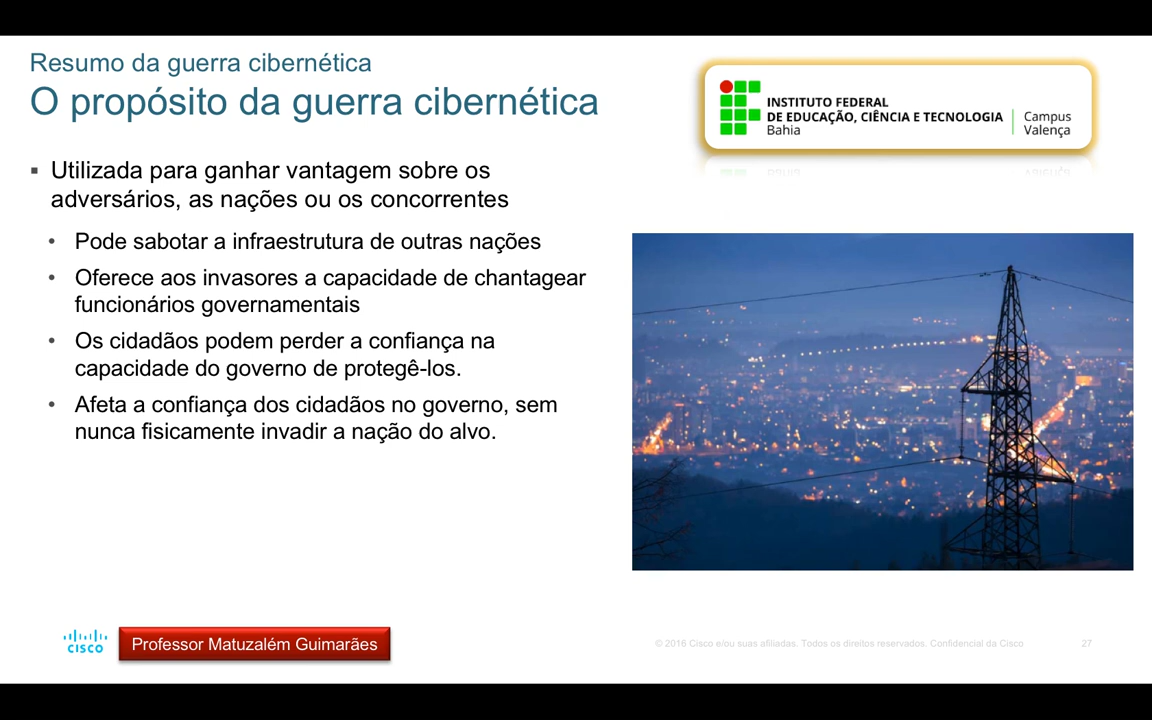 Resumo da guerra cibernética
O propósito da guerra cibernética
INSTITUTO FEDERAL
DE EDUCAÇÃO, CIÊNCIA E TECNOLOGIA
Bahia
Campus
Valença
▪ Utilizada para ganhar vantagem sobre os
adversários, as nações ou os concorrentes
• Pode sabotar a infraestrutura de outras nações
• Oferece aos invasores a capacidade de chantagear
funcionários governamentais
• Os cidadãos podem perder a confiança na
capacidade do governo de protegê-los.
• Afeta a confiança dos cidadãos no governo, sem
nunca fisicamente invadir a nação do alvo.
CISCO
Professor Matuzalém Guimarães
© 2016 Cisco e/ou suas afiliadas. Todos os direitos reservados. Confidencial da Cisco
27